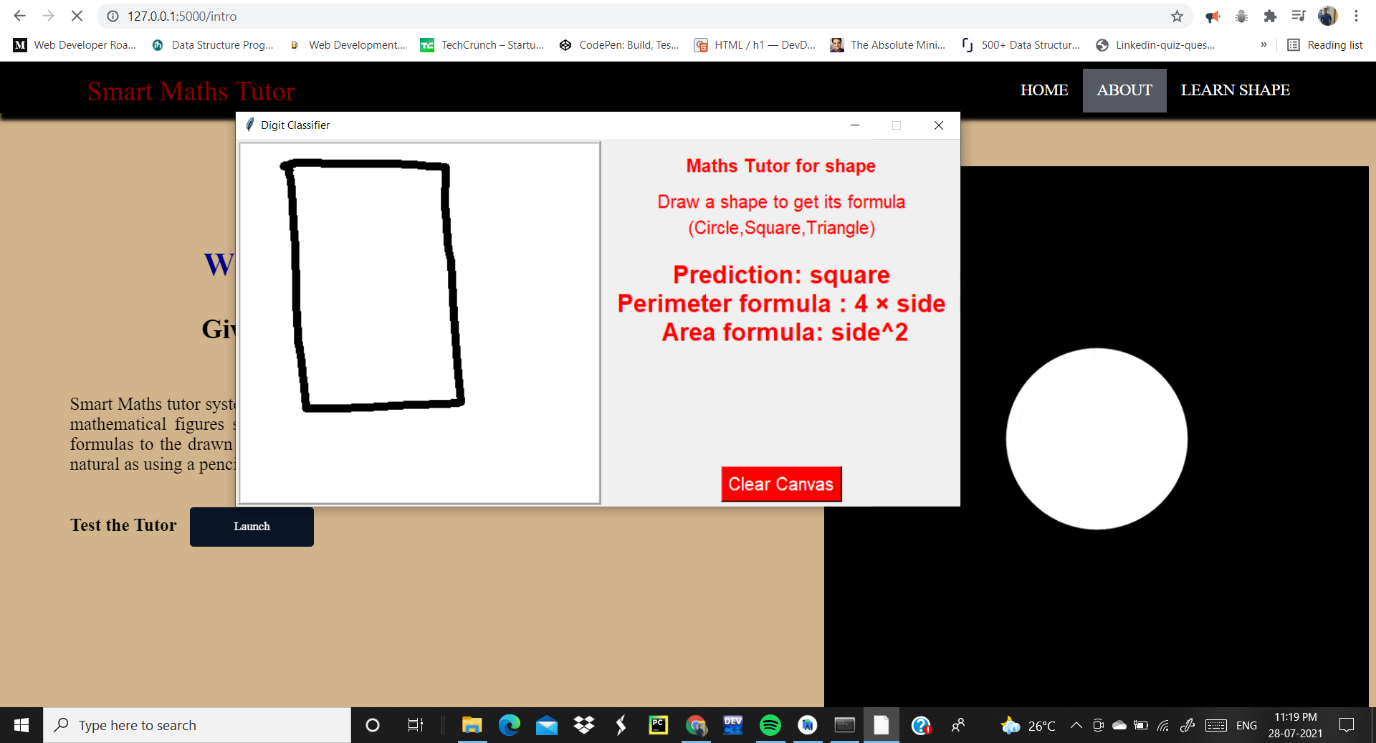 127.0.0.1:5000/intro
Web Developer Roa...
Data Structure Prog...
Web Development...
TechCrunch – Startu...
CodePen: Build, Tes...
HTML / h1 — DevD...
The Absolute Mini...
500+ Data Structur...
Linkedin-quiz-ques...
»
Reading list
Smart Maths Tutor
HOME
ABOUT
LEARN SHAPE
Digit Classifier
Maths Tutor for shape
Draw a shape to get its formula
(Circle,Square,Triangle)
Prediction: square
Perimeter formula : 4 × side
Area formula: side^2
Clear Canvas
W
Giv
Smart Maths tutor syst
mathematical figures s
formulas to the drawn
natural as using a penci
Test the Tutor
Launch
Type here to search
26°C
ENG
11:19 PM
28-07-2021